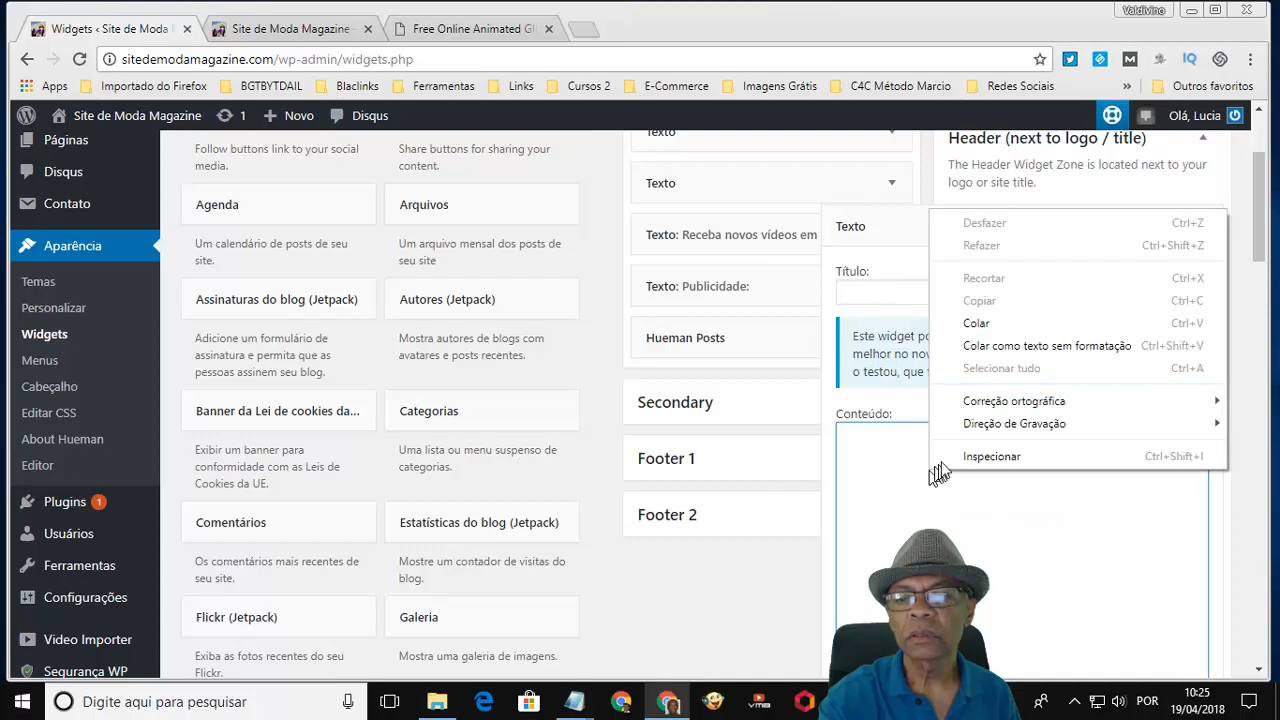 Valdivino
Widgets ‹ Site de Moda
Site de Moda Magazine
Free Online Animated GI
sitedemodamagazine.com/wp-admin/widgets.php
Apps
Importado do Firefox
BGTBYTDAIL
Blaclinks
Ferramentas
Links
Cursos 2
E-Commerce
Imagens Grátis
C4C Método Marcio
Redes Sociais
»
Outros favoritos
Site de Moda Magazine
1
Novo
Disqus
Olá, Lucia
Páginas
Disqus
Contato
Aparência
Temas
Personalizar
Widgets
Menus
Cabeçalho
Editar CSS
About Hueman
Editor
Plugins 1
Usuários
Ferramentas
Configurações
Video Importer
Segurança WP
Follow buttons link to your social
media.
Share buttons for sharing your
content.
Agenda
Arquivos
Um calendário de posts de seu
site.
Um arquivo mensal dos posts de
seu site
Assinaturas do blog (Jetpack)
Autores (Jetpack)
Adicione um formulário de
assinatura e permita que as
pessoas assinem seu blog.
Mostra autores de blogs com
avatares e posts recentes.
Banner da Lei de cookies da...
Categorias
Exibir um banner para
conformidade com as Leis de
Cookies da UE.
Uma lista ou menu suspenso de
categorias.
Comentários
Estatísticas do blog (Jetpack)
Os comentários mais recentes de
seu site.
Mostre um contador de visitas do
blog.
Flickr (Jetpack)
Galeria
Exiba as fotos recentes do seu
Flickr.
Mostra uma galeria de imagens.
Texto
Texto
Texto: Receba novos vídeos em
Texto: Publicidade:
Hueman Posts
Secondary
Footer 1
Footer 2
Header (next to logo / title)
The Header Widget Zone is located next to your
logo or site title.
Texto
Título:
Este widget po
melhor no nov
o testou, que t
Conteúdo:
Desfazer Ctrl+Z
Refazer Ctrl+Shift+Z
Recortar Ctrl+X
Copiar Ctrl+C
Colar Ctrl+V
Colar como texto sem formatação Ctrl+Shift+V
Selecionar tudo Ctrl+A
Correção ortográfica
Direção de Gravação
Inspecionar Ctrl+Shift+I
Digite aqui para pesquisar
POR
10:25
19/04/2018